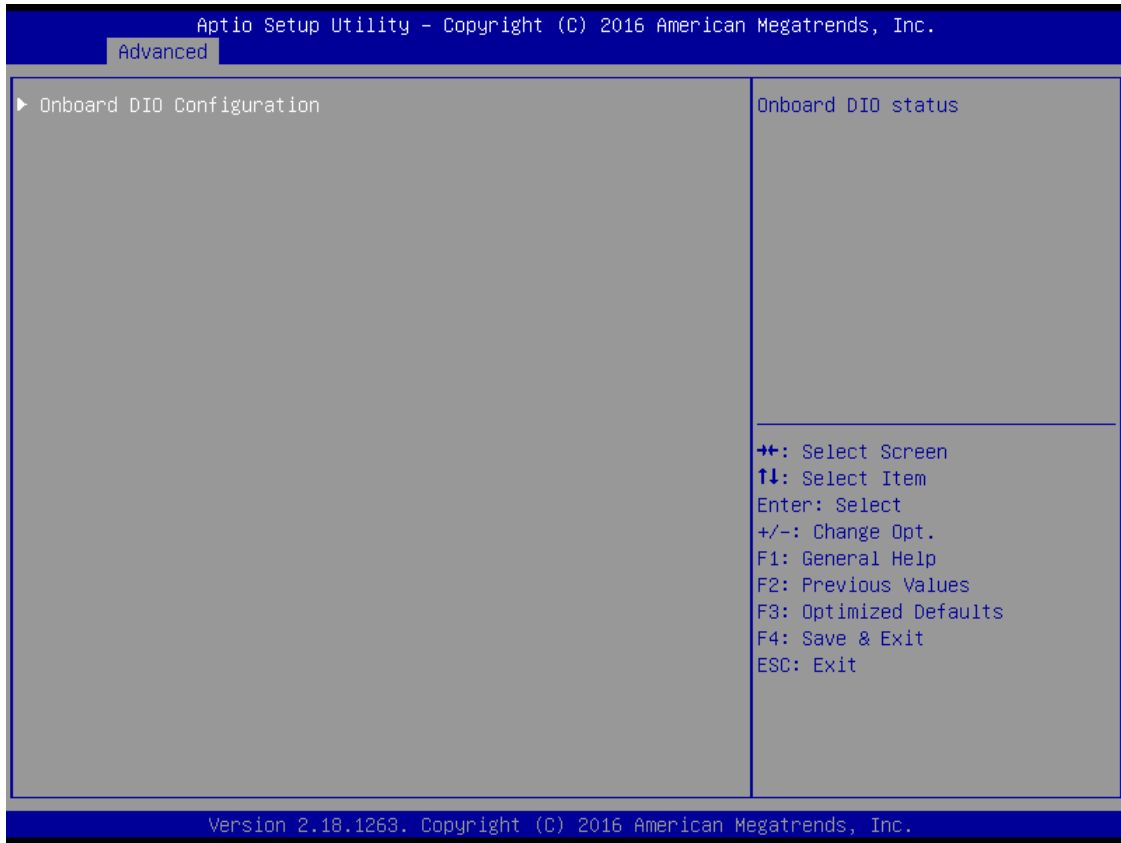 Aptio Setup Utility – Copyright (C) 2016 American Megatrends, Inc.
Advanced
▶ Onboard DIO Configuration
Onboard DIO status
→←: Select Screen
↑↓: Select Item
Enter: Select
+/-: Change Opt.
F1: General Help
F2: Previous Values
F3: Optimized Defaults
F4: Save & Exit
ESC: Exit
Version 2.18.1263. Copyright (C) 2016 American Megatrends, Inc.